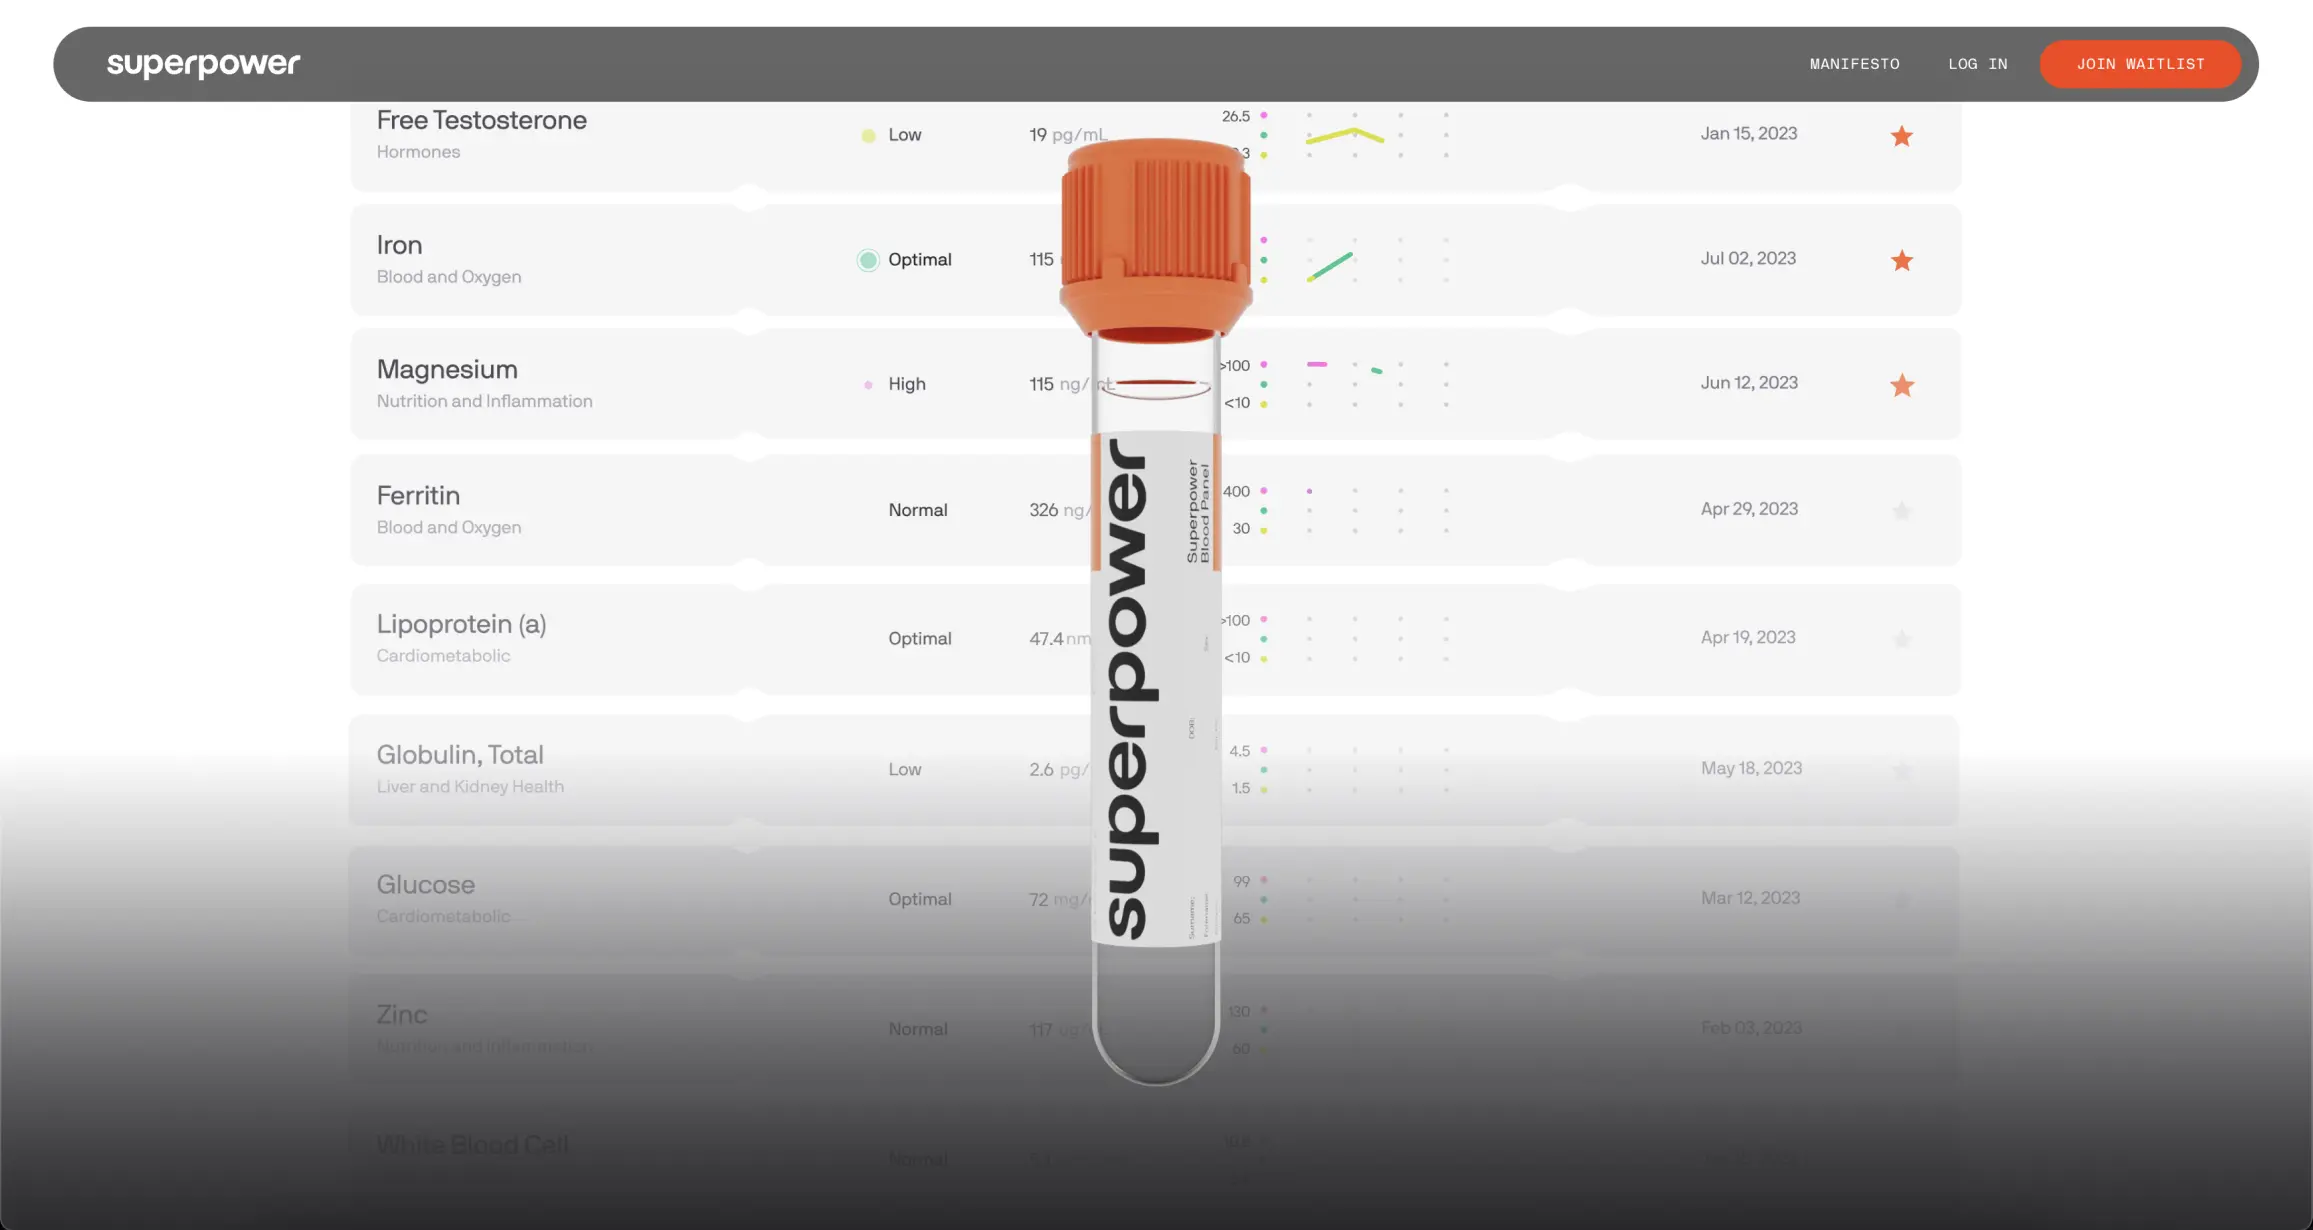 superpower
MANIFESTO
LOG IN
JOIN WAITLIST
Free Testosterone
Hormones
Low
19 pg/mL
26.5
Jan 15, 2023
Iron
Blood and Oxygen
Optimal
115
Jul 02, 2023
Magnesium
Nutrition and Inflammation
High
115 ng/
>100
<10
Jun 12, 2023
Ferritin
Blood and Oxygen
Normal
326 ng/
400
30
Apr 29, 2023
Lipoprotein (a)
Cardiometabolic
Optimal
47.4 nm
>100
<10
Apr 19, 2023
Globulin, Total
Liver and Kidney Health
Low
2.6 pg/
4.5
1.5
May 18, 2023
Glucose
Cardiometabolic
Optimal
72 mg/
99
65
Mar 12, 2023
Zinc
Nutrition and Inflammation
Normal
117 ug/
130
60
Feb 03, 2023
White Blood Cell
Normal
superpower
Superpower
Blood Panel
DOB:
Surname:
Forename